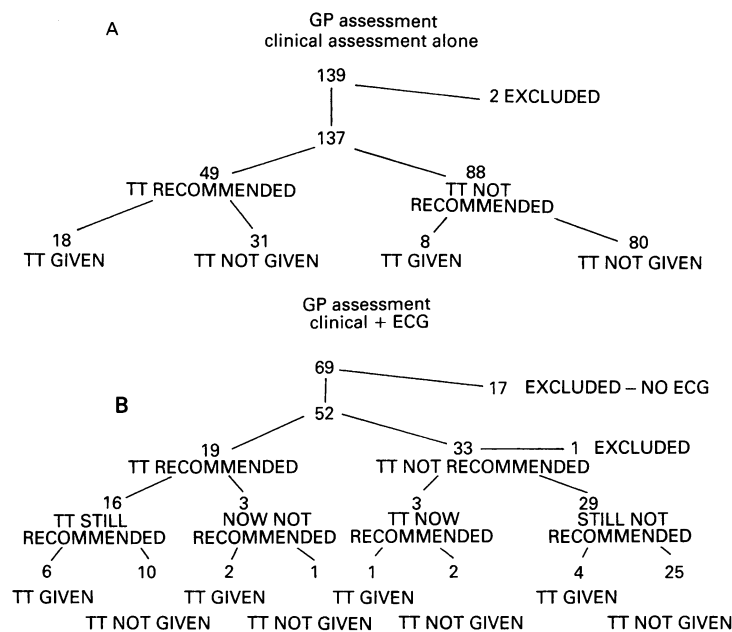 A
GP assessment
clinical assessment alone
139
2 EXCLUDED
137
49
TT RECOMMENDED
88
TT NOT
RECOMMENDED
18
TT GIVEN
31
TT NOT GIVEN
8
TT GIVEN
80
TT NOT GIVEN
GP assessment
clinical + ECG
69
17 EXCLUDED – NO ECG
B
52
19
TT RECOMMENDED
33
TT NOT RECOMMENDED
1 EXCLUDED
16
TT STILL
RECOMMENDED
3
NOW NOT
RECOMMENDED
3
TT NOW
RECOMMENDED
29
STILL NOT
RECOMMENDED
6
TT GIVEN
10
TT NOT GIVEN
2
TT GIVEN
1
TT NOT GIVEN
1
TT GIVEN
2
TT NOT GIVEN
4
TT GIVEN
25
TT NOT GIVEN